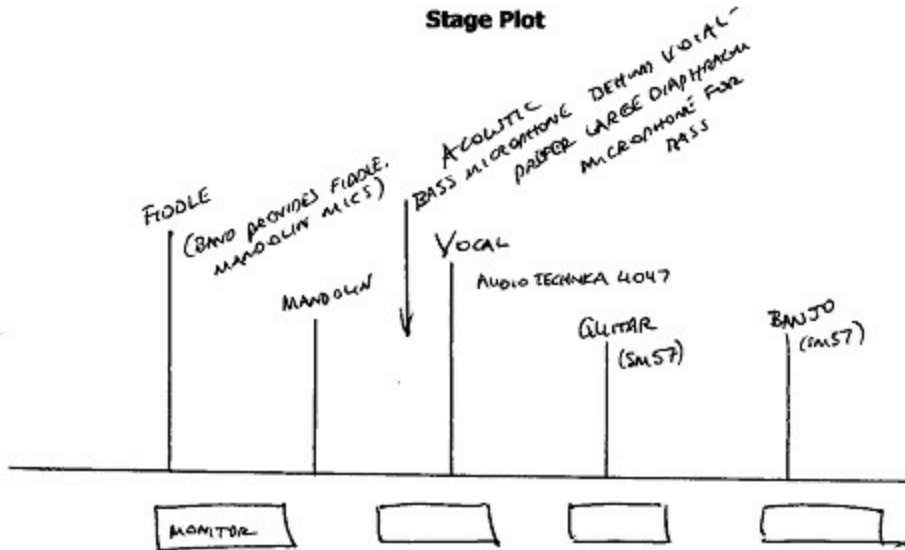 Stage Plot
ACOUSTIC
BASS MICROPHONE BEHIND VOCAL -
PREFER LARGE DIAPHRAGM
MICROPHONE FOR
BASS
FIDDLE
(BAND PROVIDES FIDDLE,
MANDOLIN MICS)
MANDOLIN
VOCAL
AUDIO TECHNICA 4047
GUITAR
(SM57)
BANJO
(SM57)
MONITOR